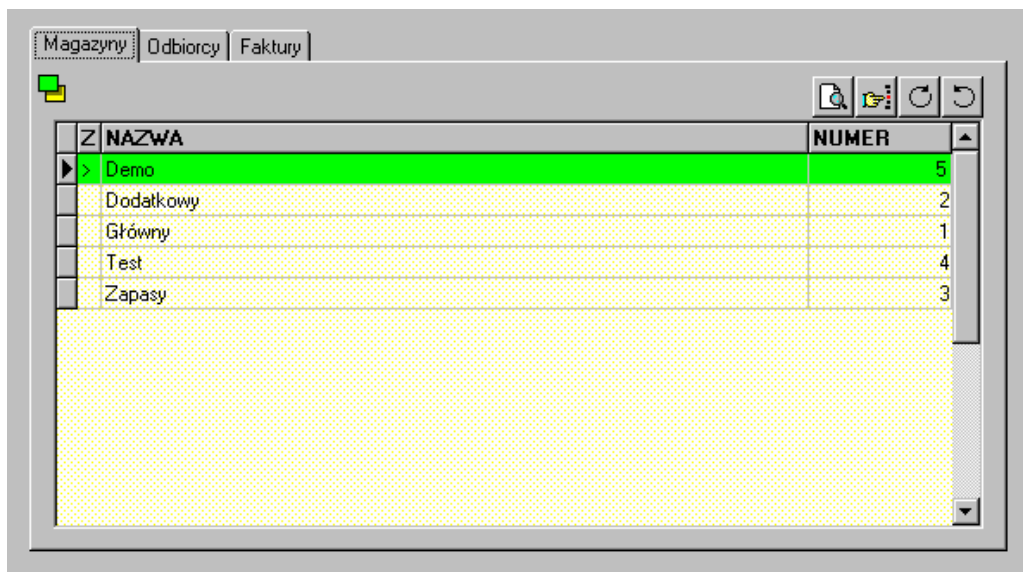 Magazyny Odbiorcy Faktury
Z NAZWA NUMER
> Demo 5
Dodatkowy 2
Główny 1
Test 4
Zapasy 3